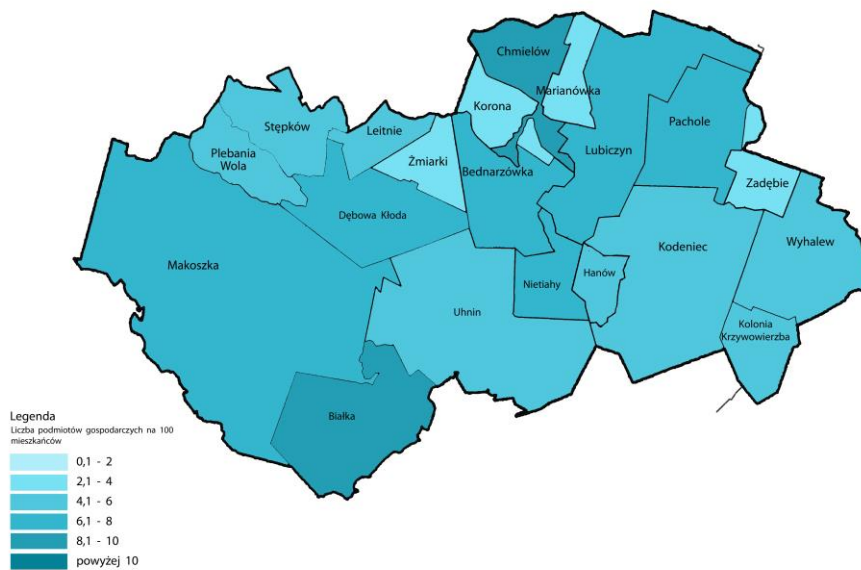 Chmielów
Marianówka
Korona
Pachole
Stępków
Leitnie
Lubiczyn
Plebania
Wola
Żmiarki
Bednarzówka
Zadębie
Dębowa Kłoda
Wyhalew
Kodeniec
Makoszka
Hanów
Nietiahy
Uhnin
Kolonia
Krzywowierzba
Białka
Legenda
Liczba podmiotów gospodarczych na 100
mieszkańców
0,1 - 2
2,1 - 4
4,1 - 6
6,1 - 8
8,1 - 10
powyżej 10